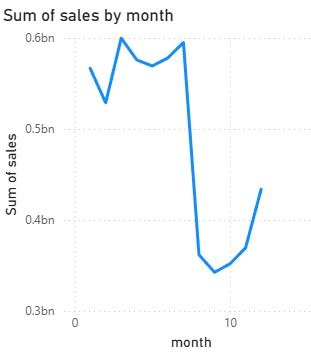 Sum of sales by month
0.6bn
0.5bn
0.4bn
0.3bn
Sum of sales
0 10
month